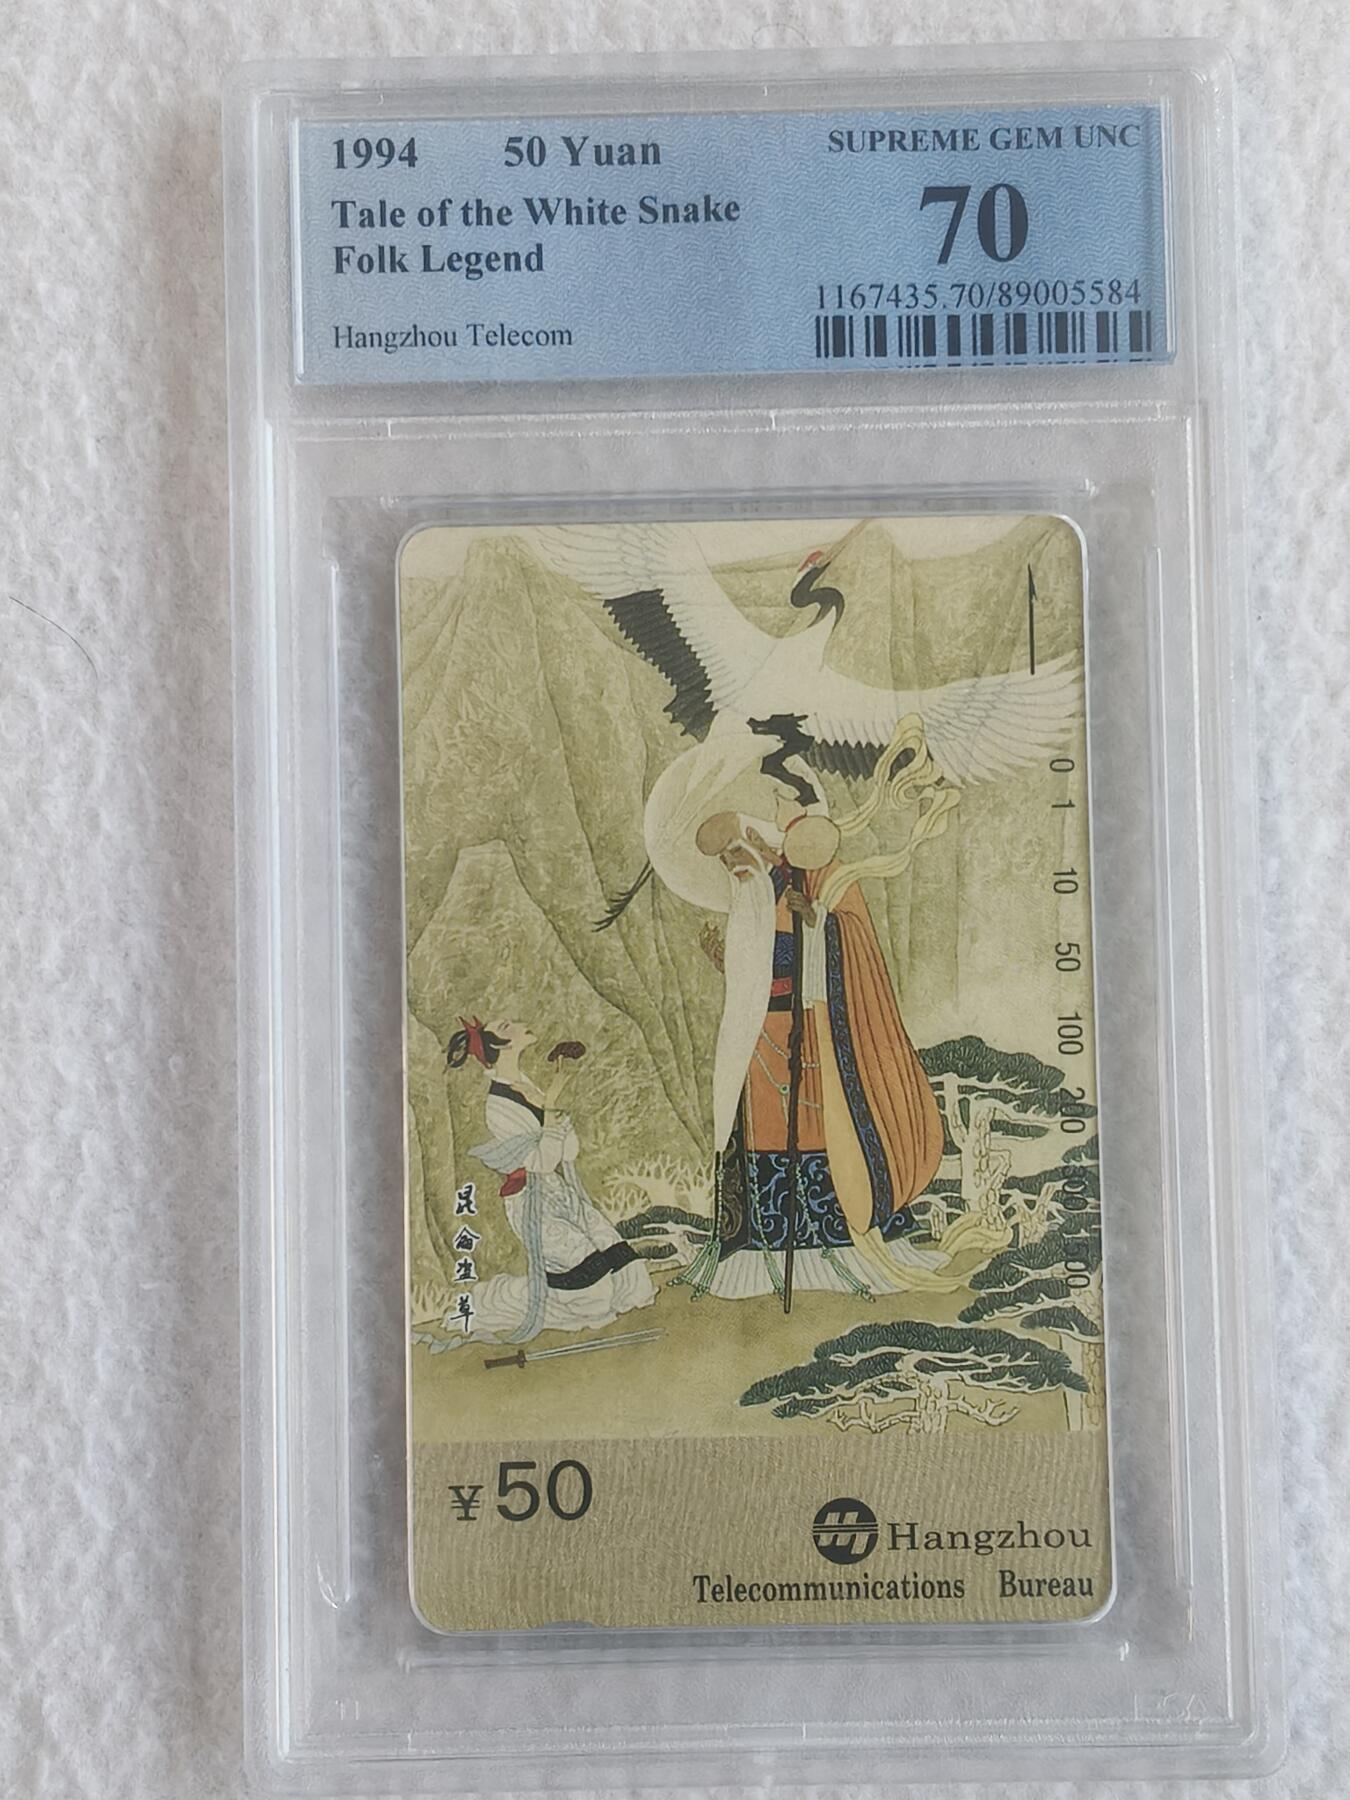 1994 50 Yuan
SUPREME GEM UNC
Tale of the White Snake
Folk Legend
70
1167435.70/89005584
Hangzhou Telecom
0
1
10
50
100
200
昆仑盗草
¥50
Hangzhou
Telecommunications Bureau